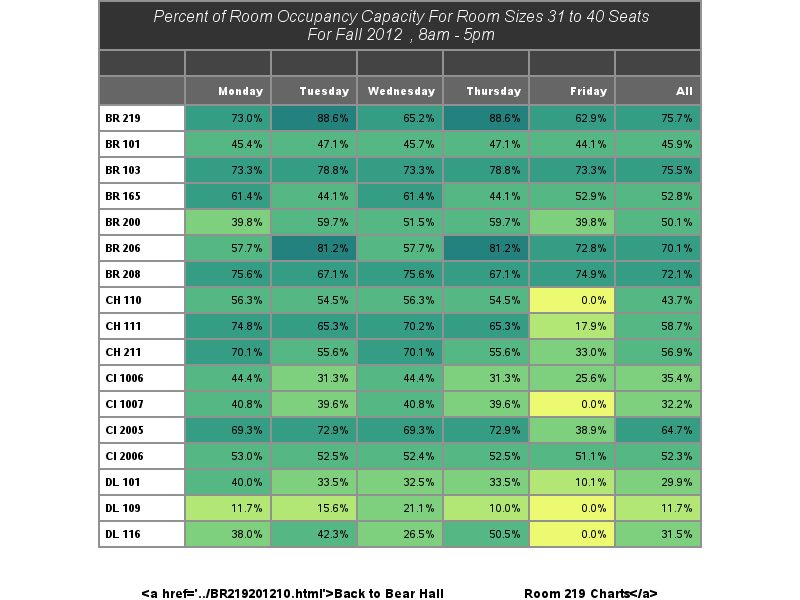 Percent of Room Occupancy Capacity For Room Sizes 31 to 40 Seats
For Fall 2012 , 8am - 5pm
Monday Tuesday Wednesday Thursday Friday All
BR 219 73.0% 88.6% 65.2% 88.6% 62.9% 75.7%
BR 101 45.4% 47.1% 45.7% 47.1% 44.1% 45.9%
BR 103 73.3% 78.8% 73.3% 78.8% 73.3% 75.5%
BR 165 61.4% 44.1% 61.4% 44.1% 52.9% 52.8%
BR 200 39.8% 59.7% 51.5% 59.7% 39.8% 50.1%
BR 206 57.7% 81.2% 57.7% 81.2% 72.8% 70.1%
BR 208 75.6% 67.1% 75.6% 67.1% 74.9% 72.1%
CH 110 56.3% 54.5% 56.3% 54.5% 0.0% 43.7%
CH 111 74.8% 65.3% 70.2% 65.3% 17.9% 58.7%
CH 211 70.1% 55.6% 70.1% 55.6% 33.0% 56.9%
CI 1006 44.4% 31.3% 44.4% 31.3% 25.6% 35.4%
CI 1007 40.8% 39.6% 40.8% 39.6% 0.0% 32.2%
CI 2005 69.3% 72.9% 69.3% 72.9% 38.9% 64.7%
CI 2006 53.0% 52.5% 52.4% 52.5% 51.1% 52.3%
DL 101 40.0% 33.5% 32.5% 33.5% 10.1% 29.9%
DL 109 11.7% 15.6% 21.1% 10.0% 0.0% 11.7%
DL 116 38.0% 42.3% 26.5% 50.5% 0.0% 31.5%
<a href='../BR219201210.html'>Back to Bear Hall Room 219 Charts</a>